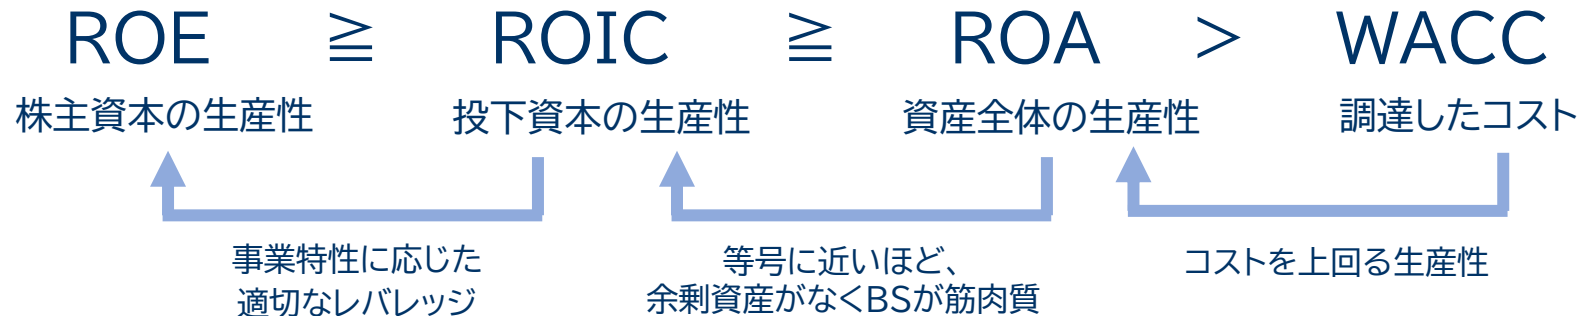 ROE ≧ ROIC ≧ ROA > WACC
株主資本の生産性 投下資本の生産性 資産全体の生産性 調達したコスト
事業特性に応じた
適切なレバレッジ
等号に近いほど、
余剰資産がなくBSが筋肉質
コストを上回る生産性